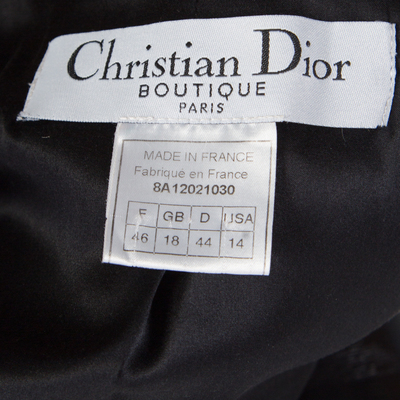 Christian Dior
BOUTIQUE
PARIS
MADE IN FRANCE
Fabriqué en France
8A12021030
F GB D USA
46 18 44 14